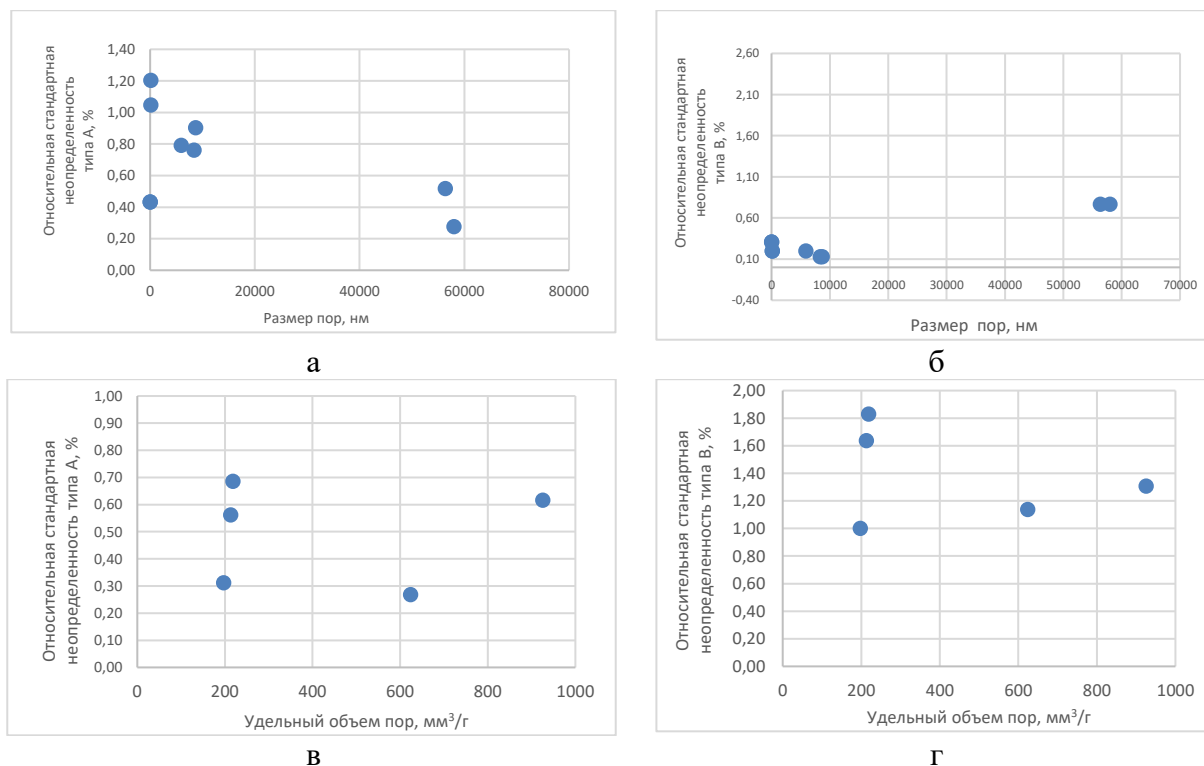 Относительная стандартная
неопределенность
типа А, %
1,40
1,20
1,00
0,80
0,60
0,40
0,20
0,00
0 20000 40000 60000 80000
Размер пор, нм
а
Относительная стандартная
неопределенность
типа В, %
2,60
2,10
1,60
1,10
0,60
0,10
-0,40
0 10000 20000 30000 40000 50000 60000 70000
Размер пор, нм
б
Относительная стандартная
неопределенность типа А, %
1,00
0,90
0,80
0,70
0,60
0,50
0,40
0,30
0,20
0,10
0,00
0 200 400 600 800 1000
Удельный объем пор, мм³/г
в
Относительная стандартная
неопределенность типа В, %
2,00
1,80
1,60
1,40
1,20
1,00
0,80
0,60
0,40
0,20
0,00
0 200 400 600 800 1000
Удельный объем пор, мм³/г
г